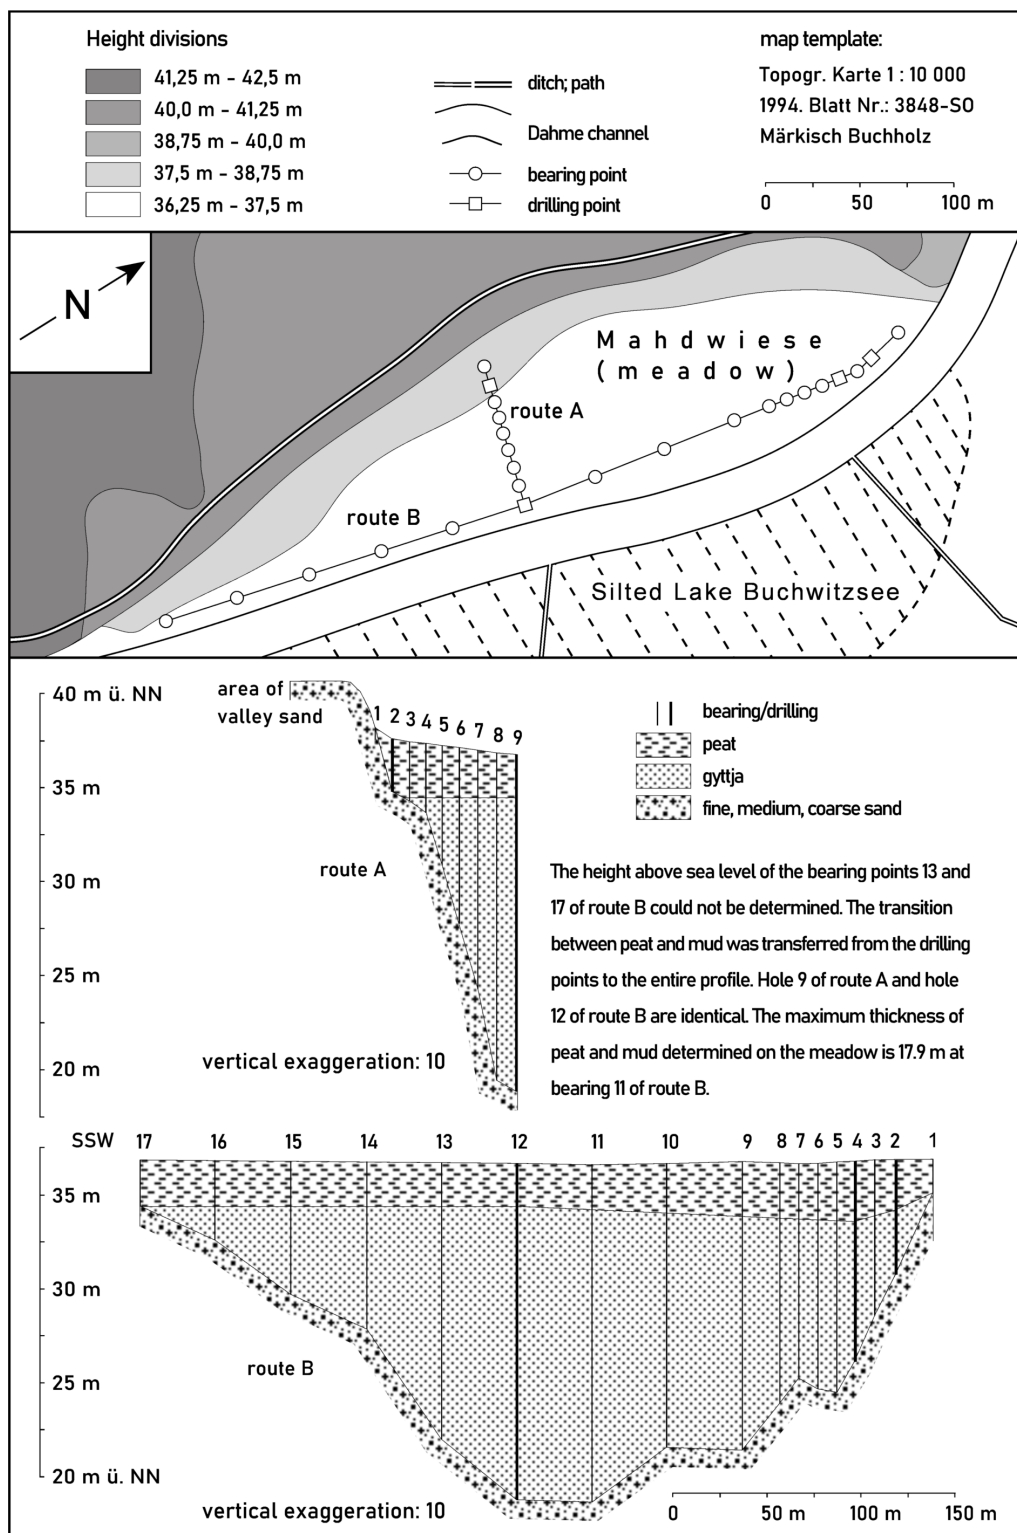 Height divisions
41,25 m - 42,5 m
40,0 m - 41,25 m
38,75 m - 40,0 m
37,5 m - 38,75 m
36,25 m - 37,5 m
ditch; path
Dahme channel
bearing point
drilling point
map template:
Topogr. Karte 1 : 10 000
1994. Blatt Nr.: 3848-SO
Märkisch Buchholz
0 50 100 m
N
Mahdwiese
(meadow)
route A
route B
Silted Lake Buchwitzsee
40 m ü. NN
35 m
30 m
25 m
20 m
area of
valley sand
1 2 3 4 5 6 7 8 9
route A
vertical exaggeration: 10
bearing/drilling
peat
gyttja
fine, medium, coarse sand
The height above sea level of the bearing points 13 and
17 of route B could not be determined. The transition
between peat and mud was transferred from the drilling
points to the entire profile. Hole 9 of route A and hole
12 of route B are identical. The maximum thickness of
peat and mud determined on the meadow is 17.9 m at
bearing 11 of route B.
SSW 17 16 15 14 13 12 11 10 9 8 7 6 5 4 3 2 1
35 m
30 m
25 m
20 m ü. NN
route B
vertical exaggeration: 10
0 50 m 100 m 150 m